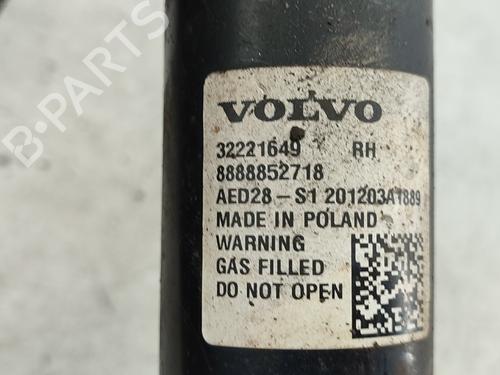 B-PARTS
VOLVO
32221649 RH
8888852718
AED28-S1 201203A1889
MADE IN POLAND
WARNING
GAS FILLED
DO NOT OPEN